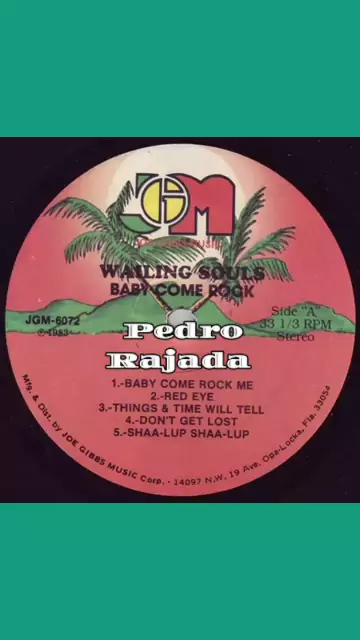 JGM
WAILING SOULS
BABY COME ROCK
JGM-6072
©1983
Side "A"
33 1/3 RPM
Stereo
Pedro
Rajada
1.-BABY COME ROCK ME
2.-RED EYE
3.-THINGS & TIME WILL TELL
4.-DON'T GET LOST
5.-SHAA-LUP SHAA-LUP
Mfg. & Dist. by JOE GIBBS MUSIC Corp. - 14097 N.W. 19 Ave. Opa-Locka, Fla. 33054